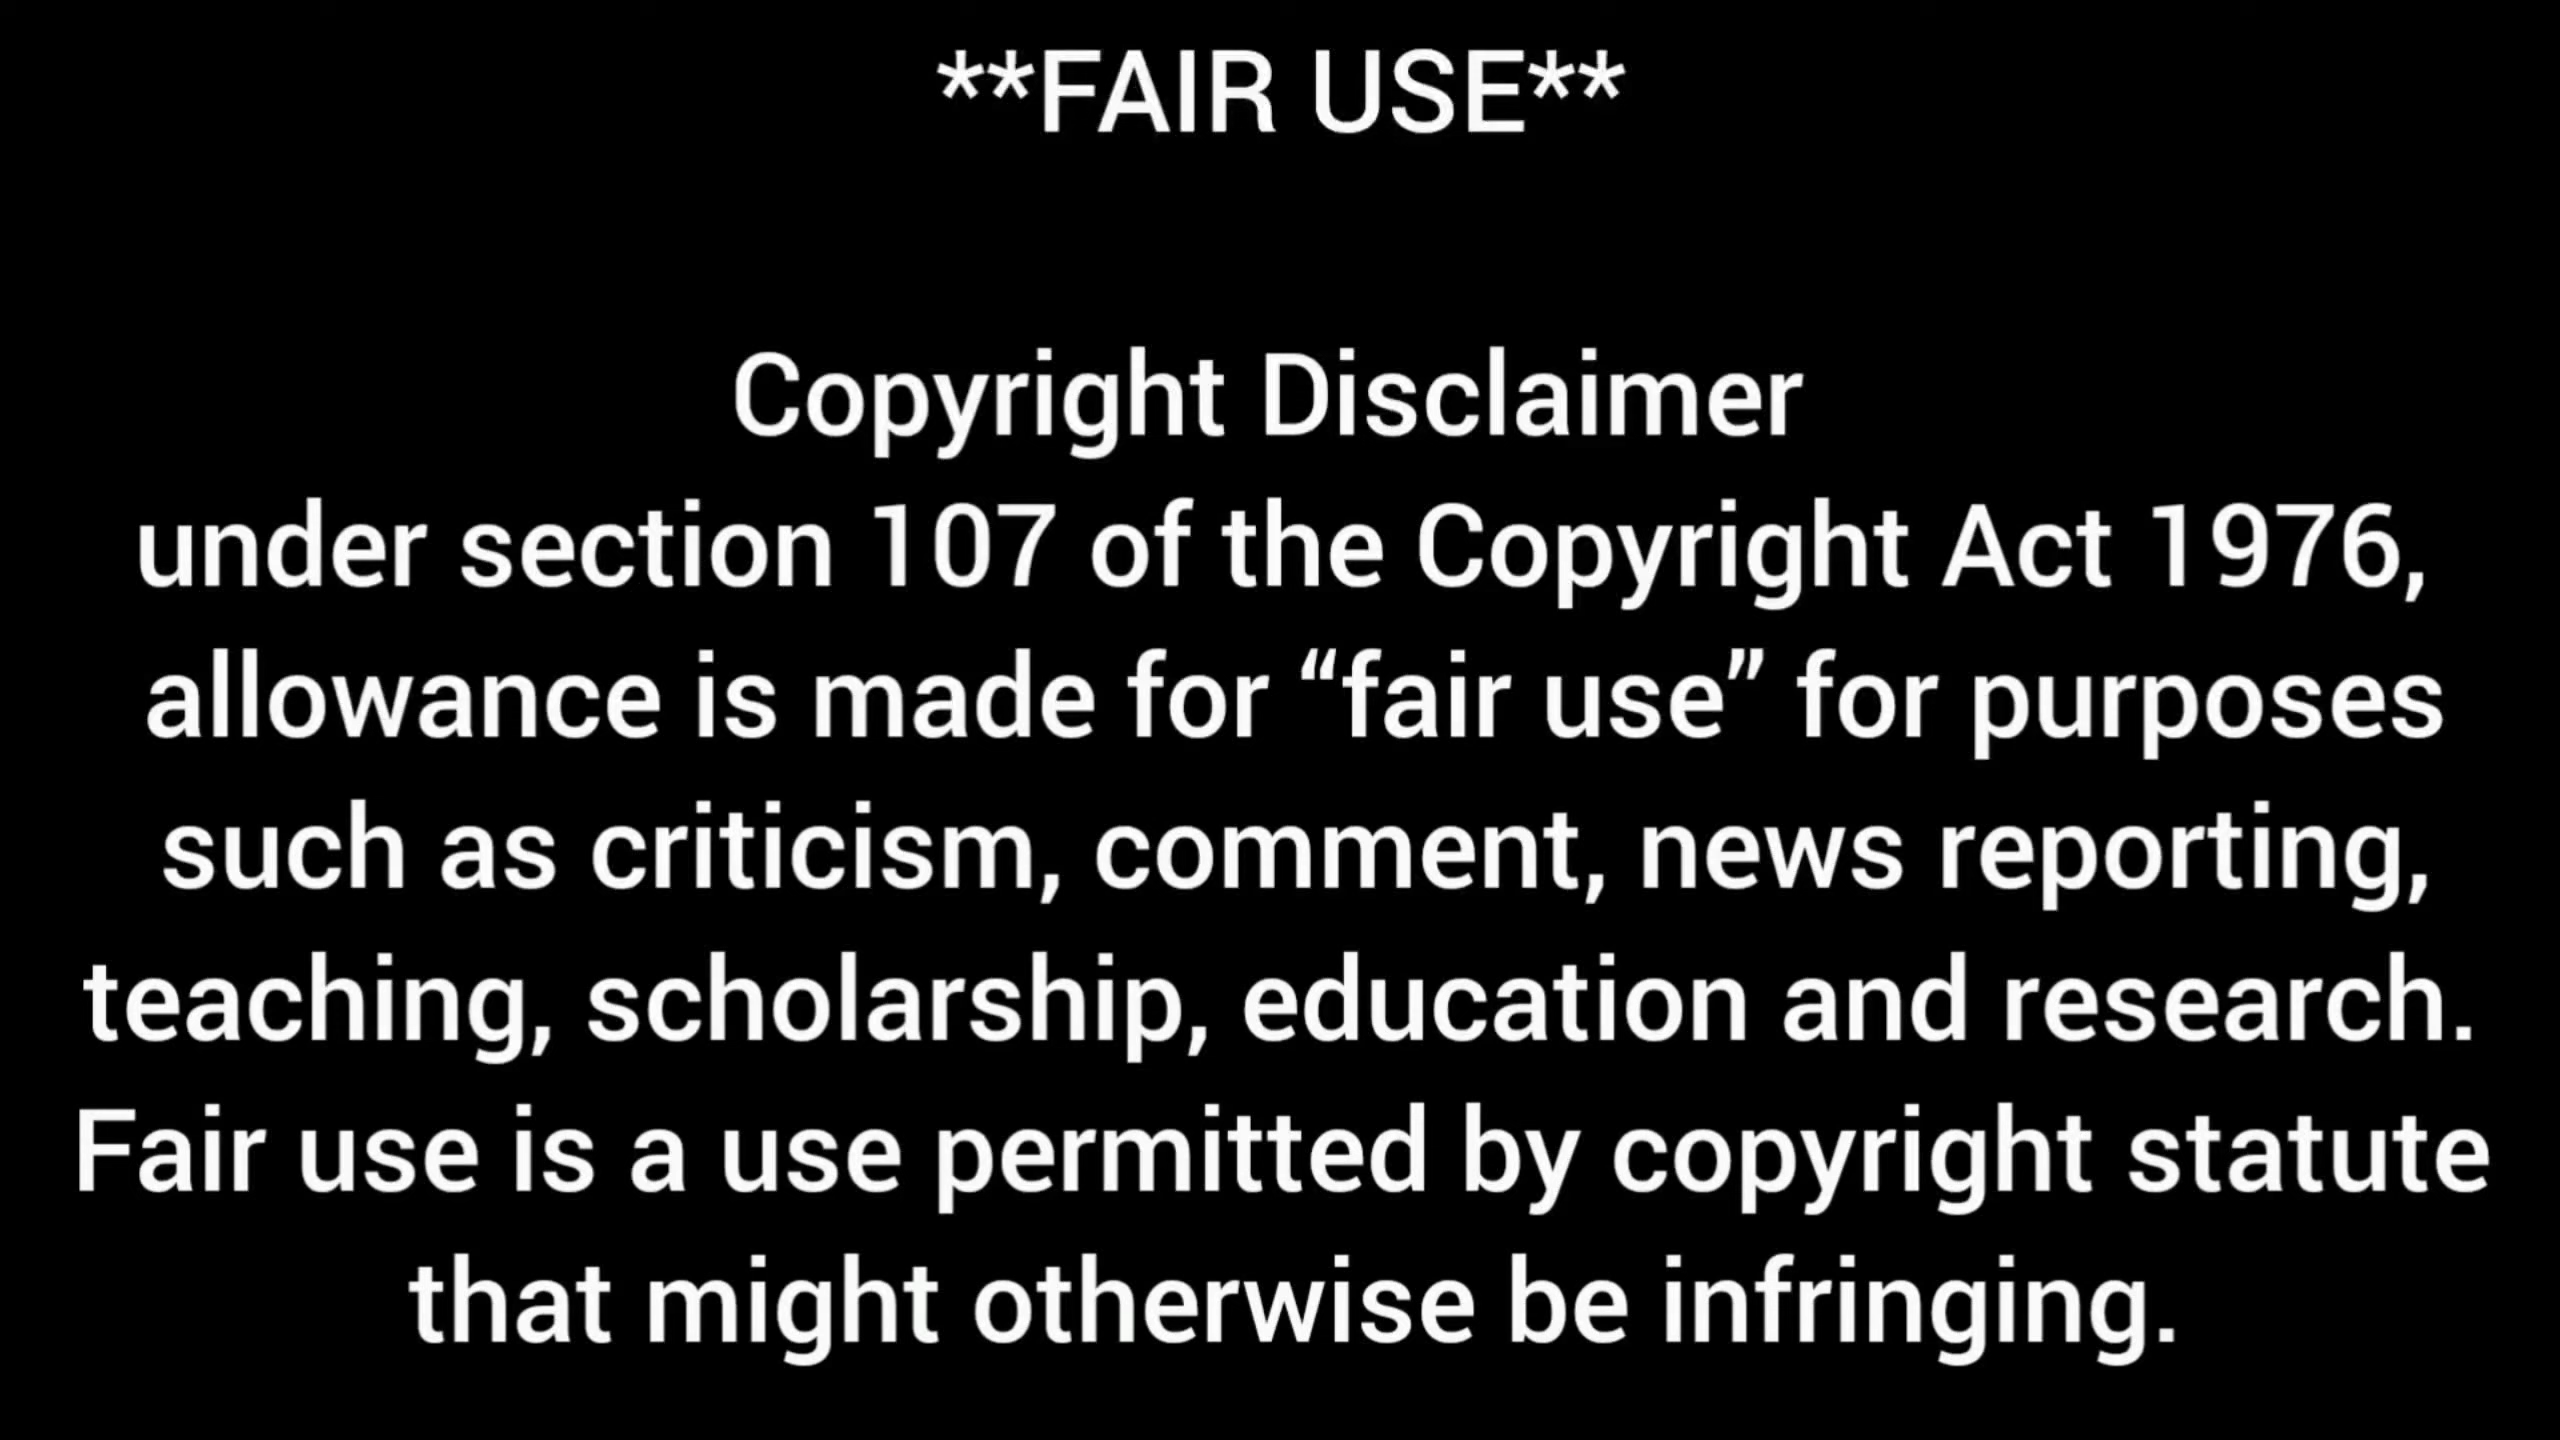 **FAIR USE**
Copyright Disclaimer
under section 107 of the Copyright Act 1976,
allowance is made for “fair use” for purposes
such as criticism, comment, news reporting,
teaching, scholarship, education and research.
Fair use is a use permitted by copyright statute
that might otherwise be infringing.